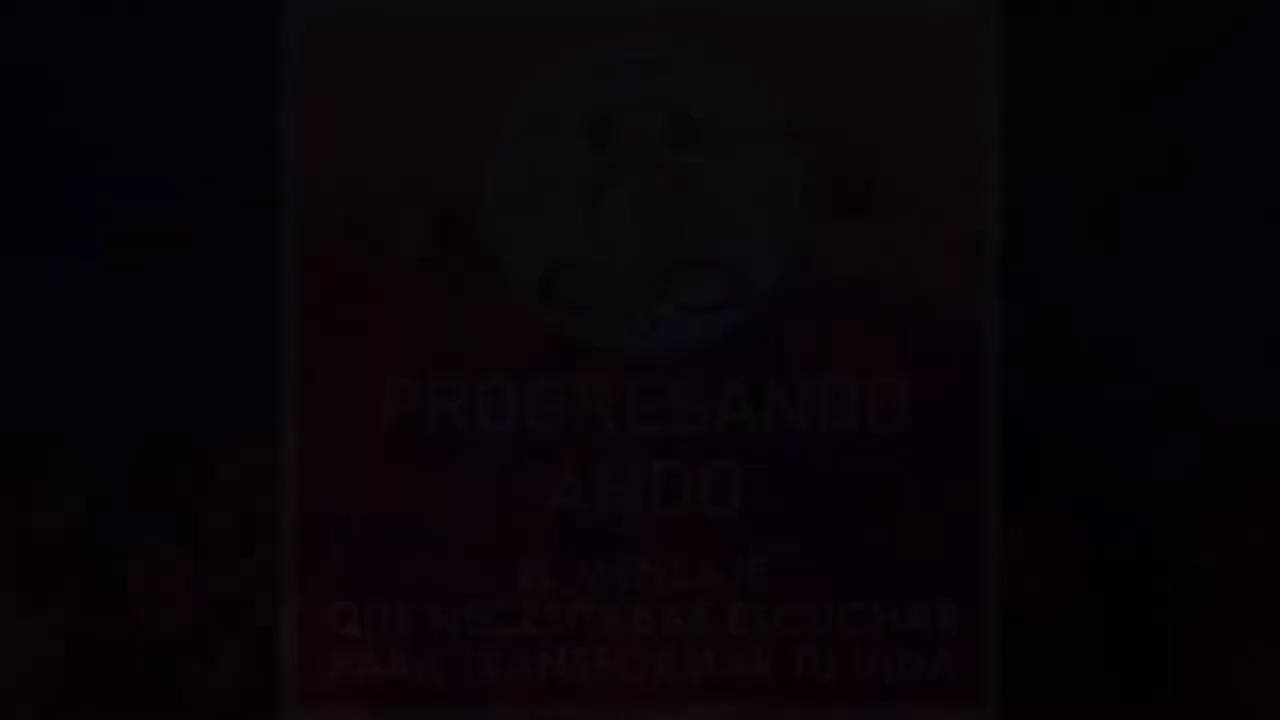 PROGRESANDO
ANDO
EL MENSAJE
QUE NECESITABAS ESCUCHAR
PARA TRANSFORMAR TU VIDA